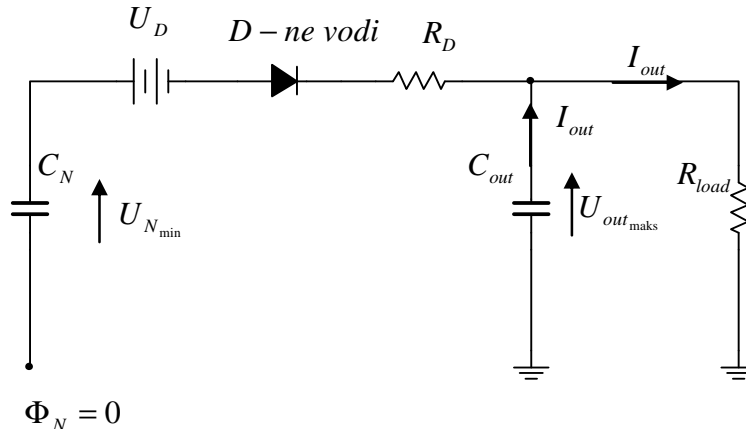 U_D
D – ne vodi
R_D
I_out
I_out
C_N
U_N_min
C_out
U_out_maks
R_load
Φ_N = 0